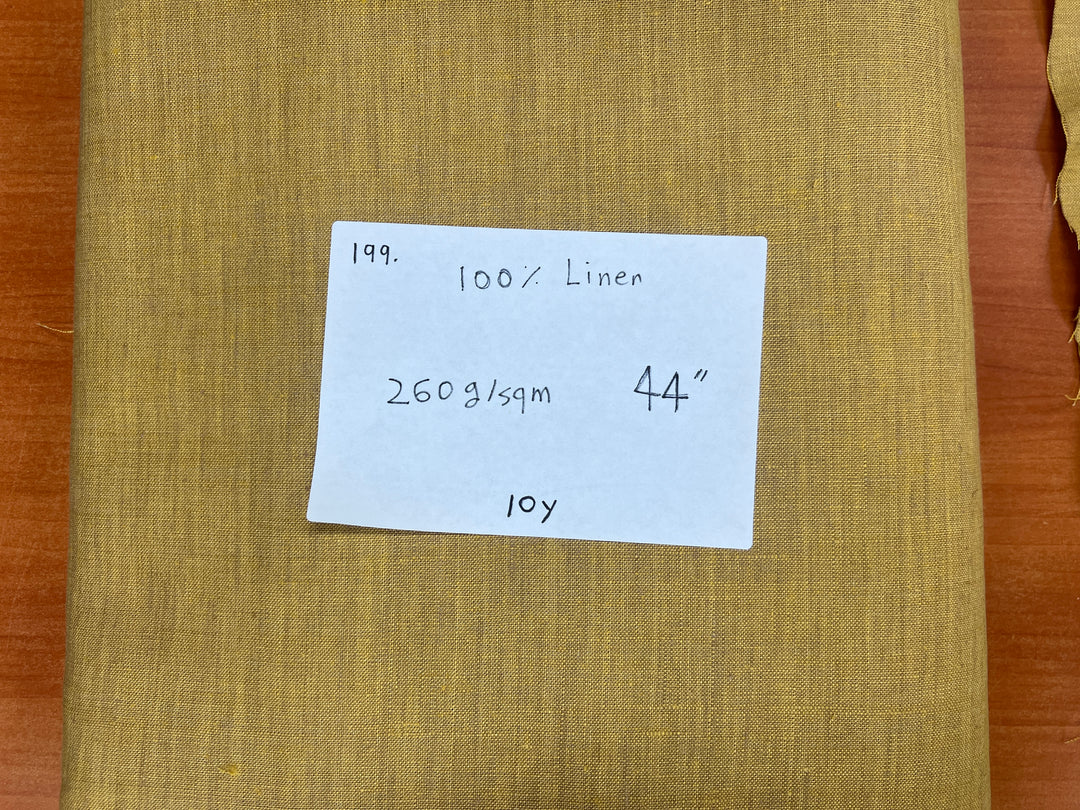 199.
100% Linen
260g/sqm 44"
10y